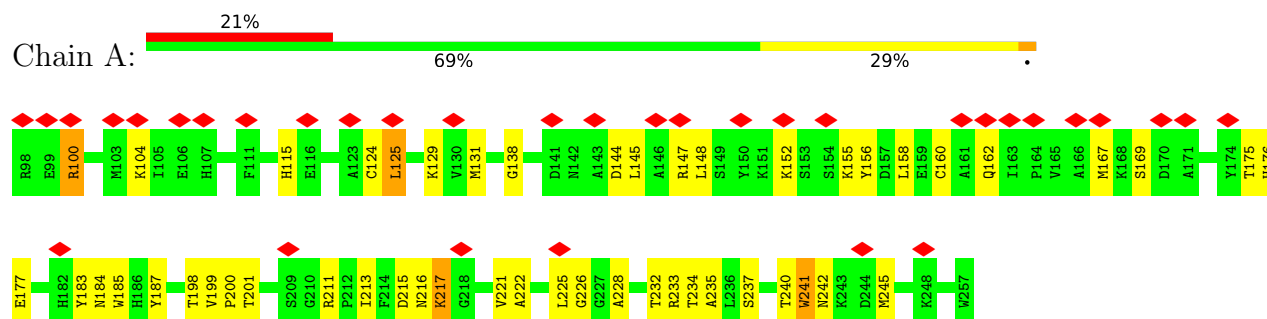 21%
Chain A:
69% 29% •
R98 E99 R100 M103 K104 I105 E106 H107 F111 H115 E116 A123 C124 L125 K129 V130 M131 G138 D141 N142 A143 D144 L145 A146 R147 L148 S149 Y150 K151 K152 S153 S154 K155 Y156 D157 L158 E159 C160 A161 Q162 I163 P164 V165 A166 M167 K168 S169 D170 A171 Y174 T175
E177 H182 Y183 N184 W185 H186 Y187 T198 V199 P200 T201 S209 G210 R211 P212 I213 F214 D215 N216 K217 G218 V221 A222 L225 G226 G227 A228 T232 R233 T234 A235 L236 S237 T240 W241 N242 K243 D244 M245 K248 W257